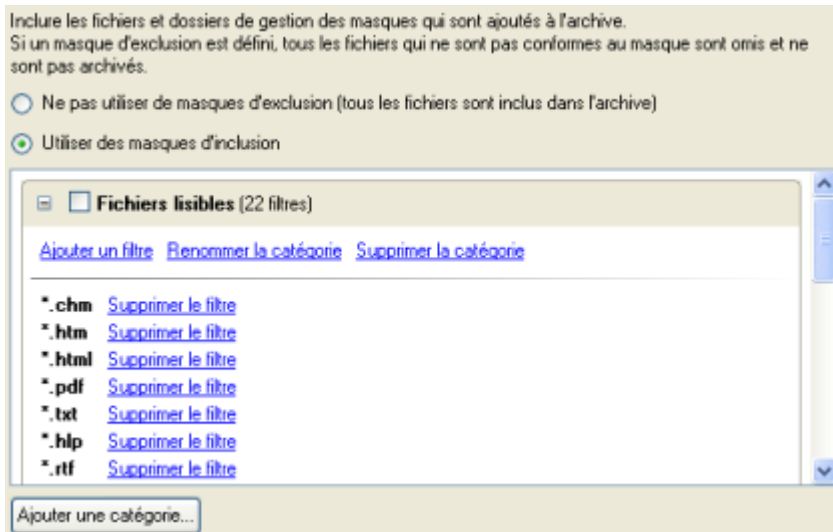 Inclure les fichiers et dossiers de gestion des masques qui sont ajoutés à l'archive.
Si un masque d'exclusion est défini, tous les fichiers qui ne sont pas conformes au masque sont omis et ne
sont pas archivés.
Ne pas utiliser de masques d'exclusion (tous les fichiers sont inclus dans l'archive)
Utiliser des masques d'inclusion
Fichiers lisibles (22 filtres)
Ajouter un filtre Renommer la catégorie Supprimer la catégorie
*.chm Supprimer le filtre
*.htm Supprimer le filtre
*.html Supprimer le filtre
*.pdf Supprimer le filtre
*.txt Supprimer le filtre
*.hlp Supprimer le filtre
*.rtf Supprimer le filtre
Ajouter une catégorie...